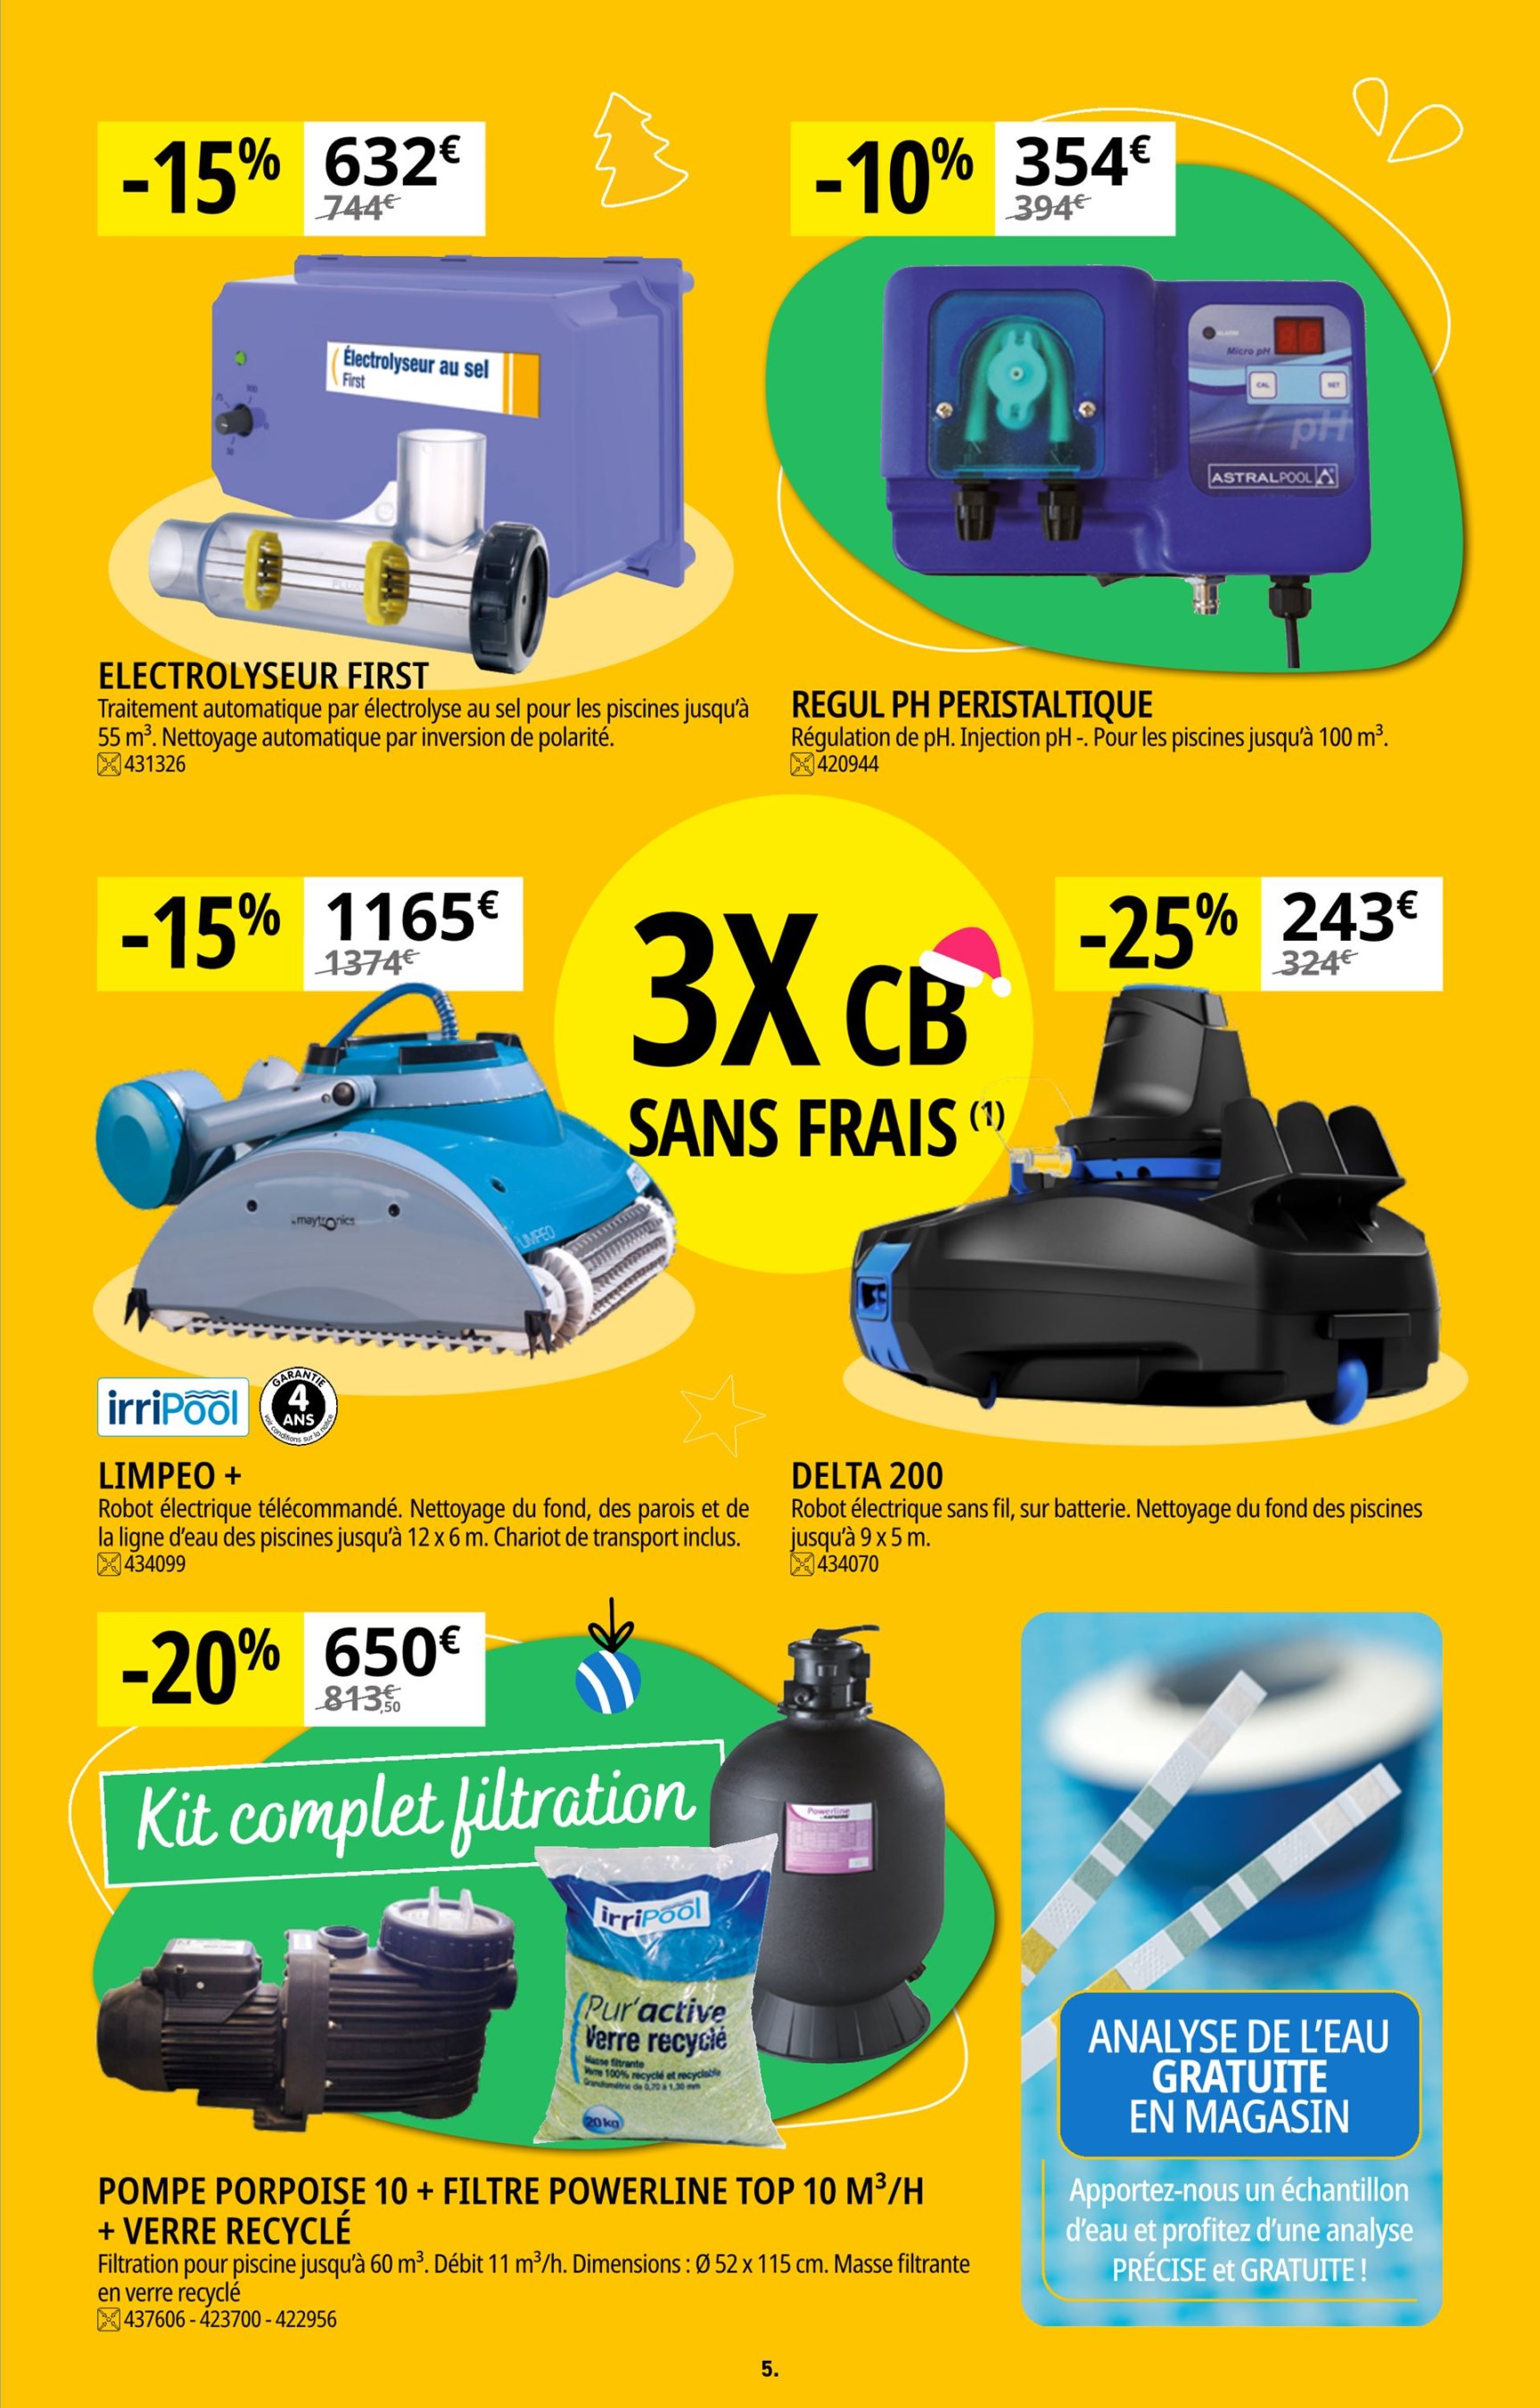 -15% 632€
744€
-10% 354€
394€
Électrolyseur au sel
First
Micro pH
CAL
SET
pH
ASTRALPOOL
ELECTROLYSEUR FIRST
Traitement automatique par électrolyse au sel pour les piscines jusqu'à
55 m³. Nettoyage automatique par inversion de polarité.
431326
REGUL PH PERISTALTIQUE
Régulation de pH. Injection pH -. Pour les piscines jusqu'à 100 m³.
420944
-15% 1165€
1374€
3X CB
SANS FRAIS (1)
-25% 243€
324€
maytronics
LIMPEO
irriPool
GARANTIE
4
ANS
voir conditions sur la notice
LIMPEO +
Robot électrique télécommandé. Nettoyage du fond, des parois et de
la ligne d'eau des piscines jusqu'à 12 x 6 m. Chariot de transport inclus.
434099
DELTA 200
Robot électrique sans fil, sur batterie. Nettoyage du fond des piscines
jusqu'à 9 x 5 m.
434070
-20% 650€
813€,50
Kit complet filtration
Powerline
irriPool
Pur'active
Verre recyclé
Masse filtrante
Verre 100% recyclé et recyclable
Granulométrie de 0,70 à 1,30 mm
20kg
POMPE PORPOISE 10 + FILTRE POWERLINE TOP 10 M³/H
+ VERRE RECYCLÉ
Filtration pour piscine jusqu'à 60 m³. Débit 11 m³/h. Dimensions : Ø 52 x 115 cm. Masse filtrante
en verre recyclé
437606 - 423700 - 422956
ANALYSE DE L'EAU
GRATUITE
EN MAGASIN
Apportez-nous un échantillon
d'eau et profitez d'une analyse
PRÉCISE et GRATUITE !
5.